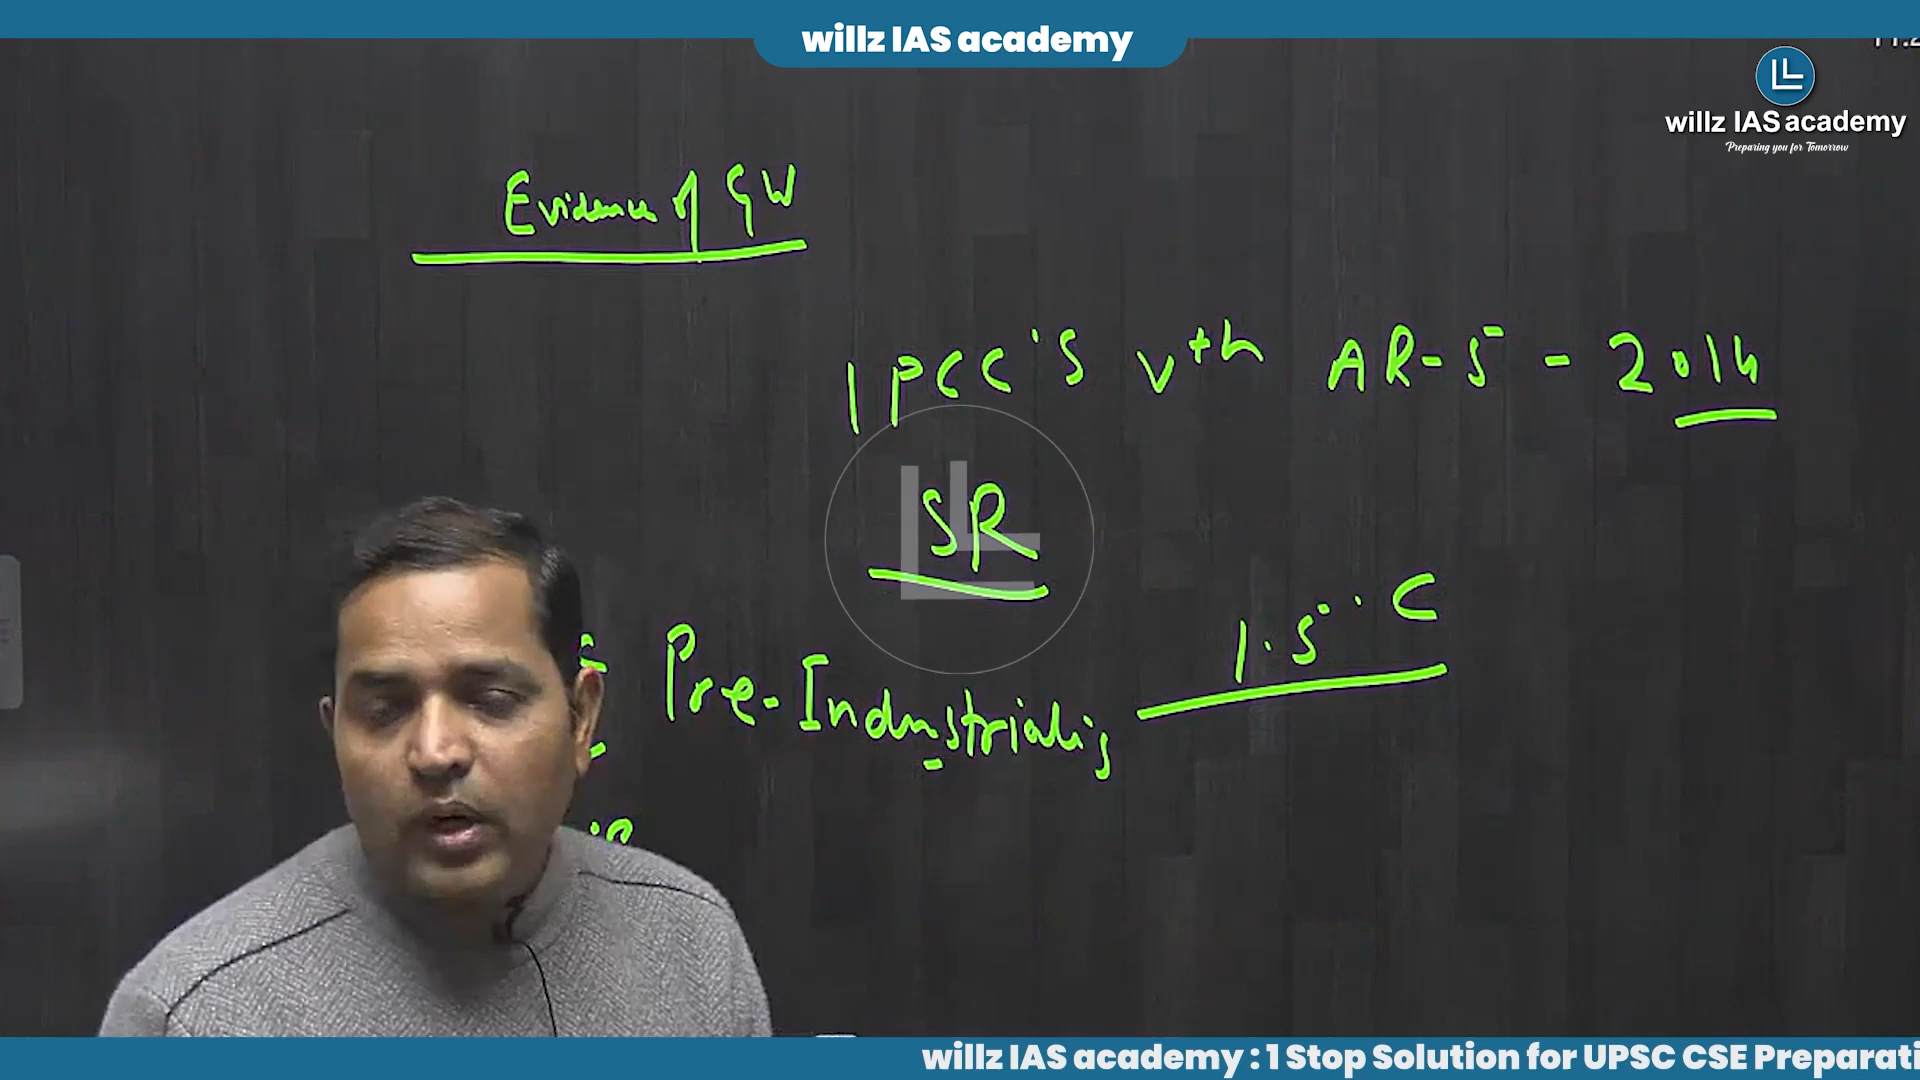 willz IAS academy
willz IAS academy
Preparing you for Tomorrow
Evidence of GW
IPCC'S Vth AR-5 - 2014
SR
1.5°C
Pre-Industrial
willz IAS academy : 1 Stop Solution for UPSC CSE Preparati